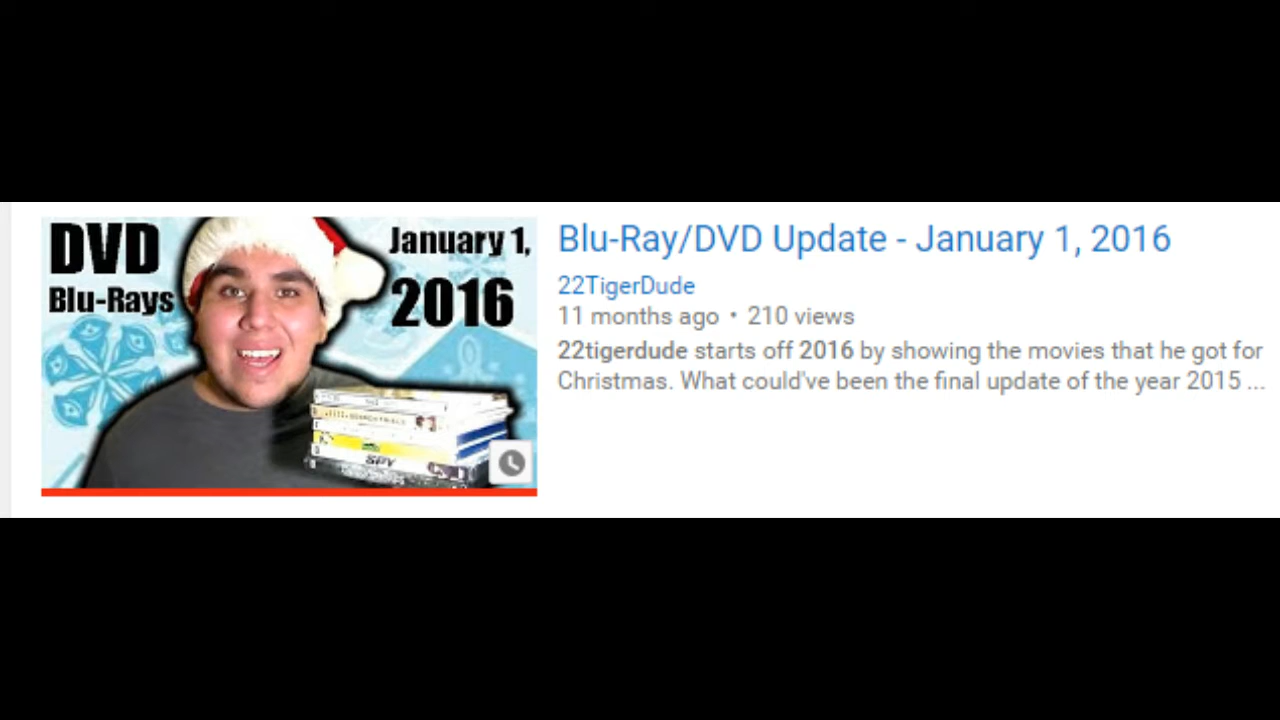 DVD
Blu-Rays
January 1,
2016
SPY
Blu-Ray/DVD Update - January 1, 2016
22TigerDude
11 months ago • 210 views
22tigerdude starts off 2016 by showing the movies that he got for
Christmas. What could've been the final update of the year 2015 ...